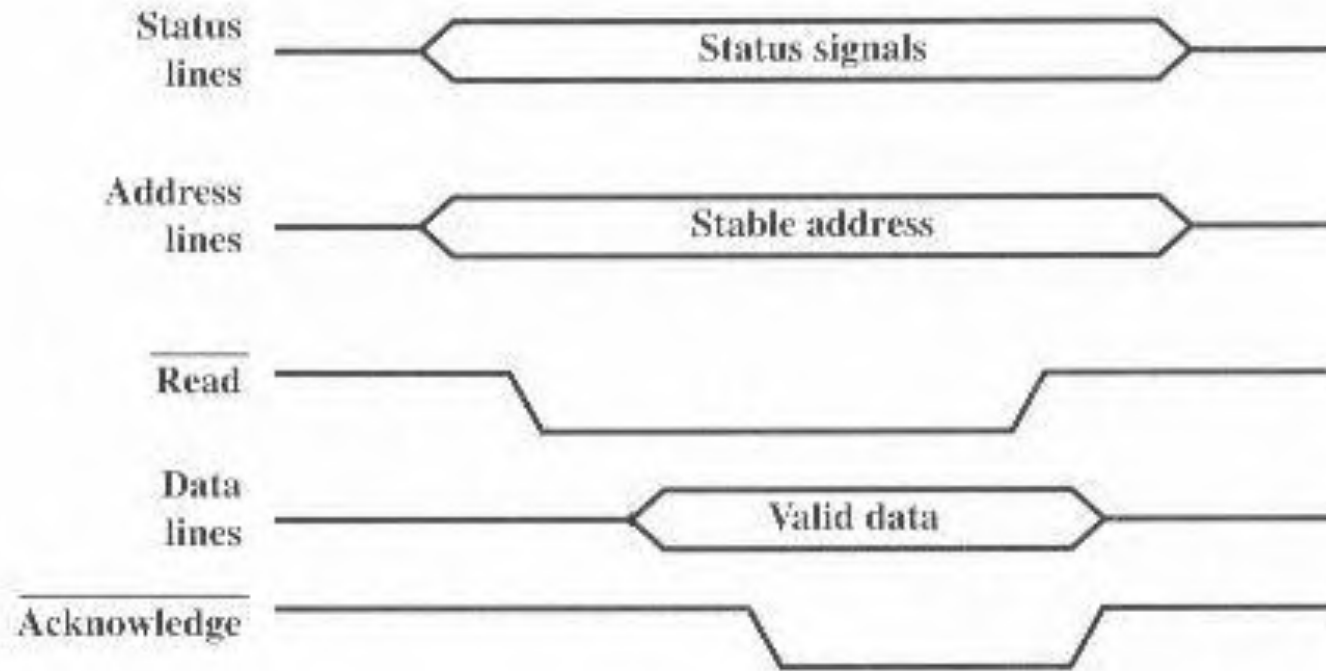 Status
lines
Status signals
Address
lines
Stable address
Read
Data
lines
Valid data
Acknowledge